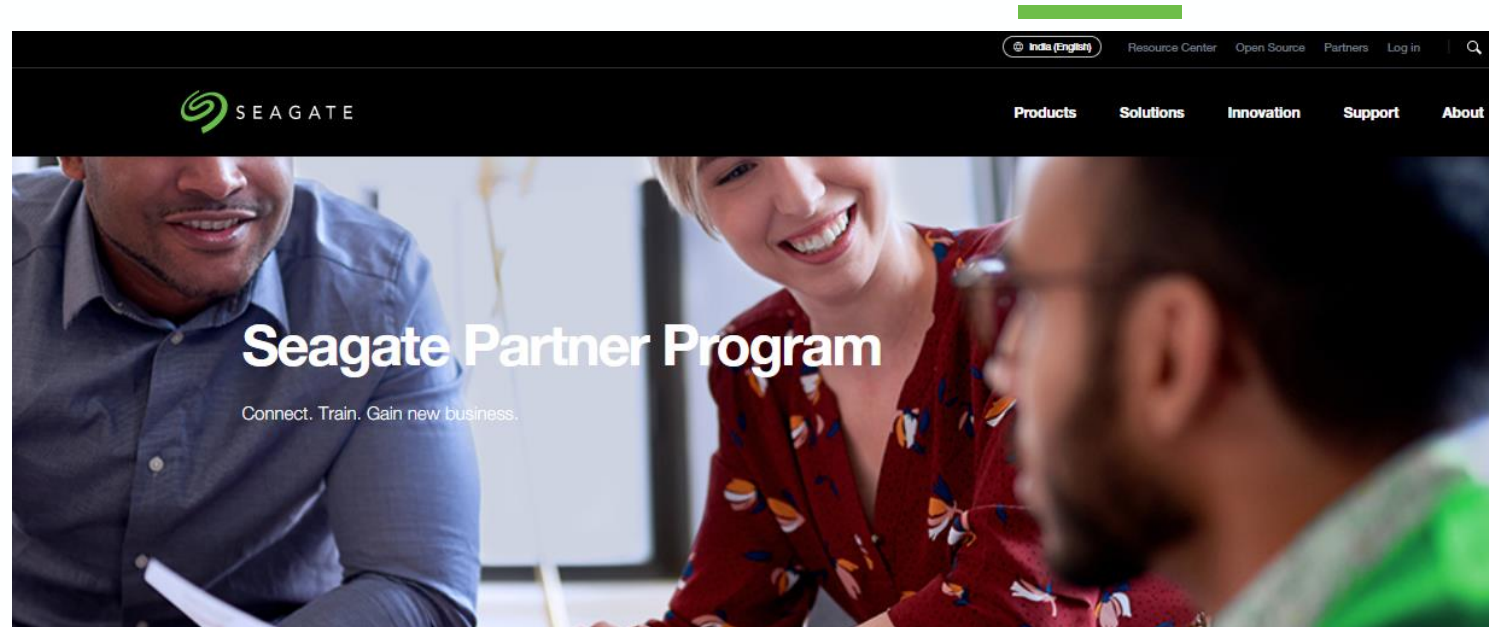 India (English) Resource Center Open Source Partners Log in
SEAGATE
Products Solutions Innovation Support About
Seagate Partner Program
Connect. Train. Gain new business.